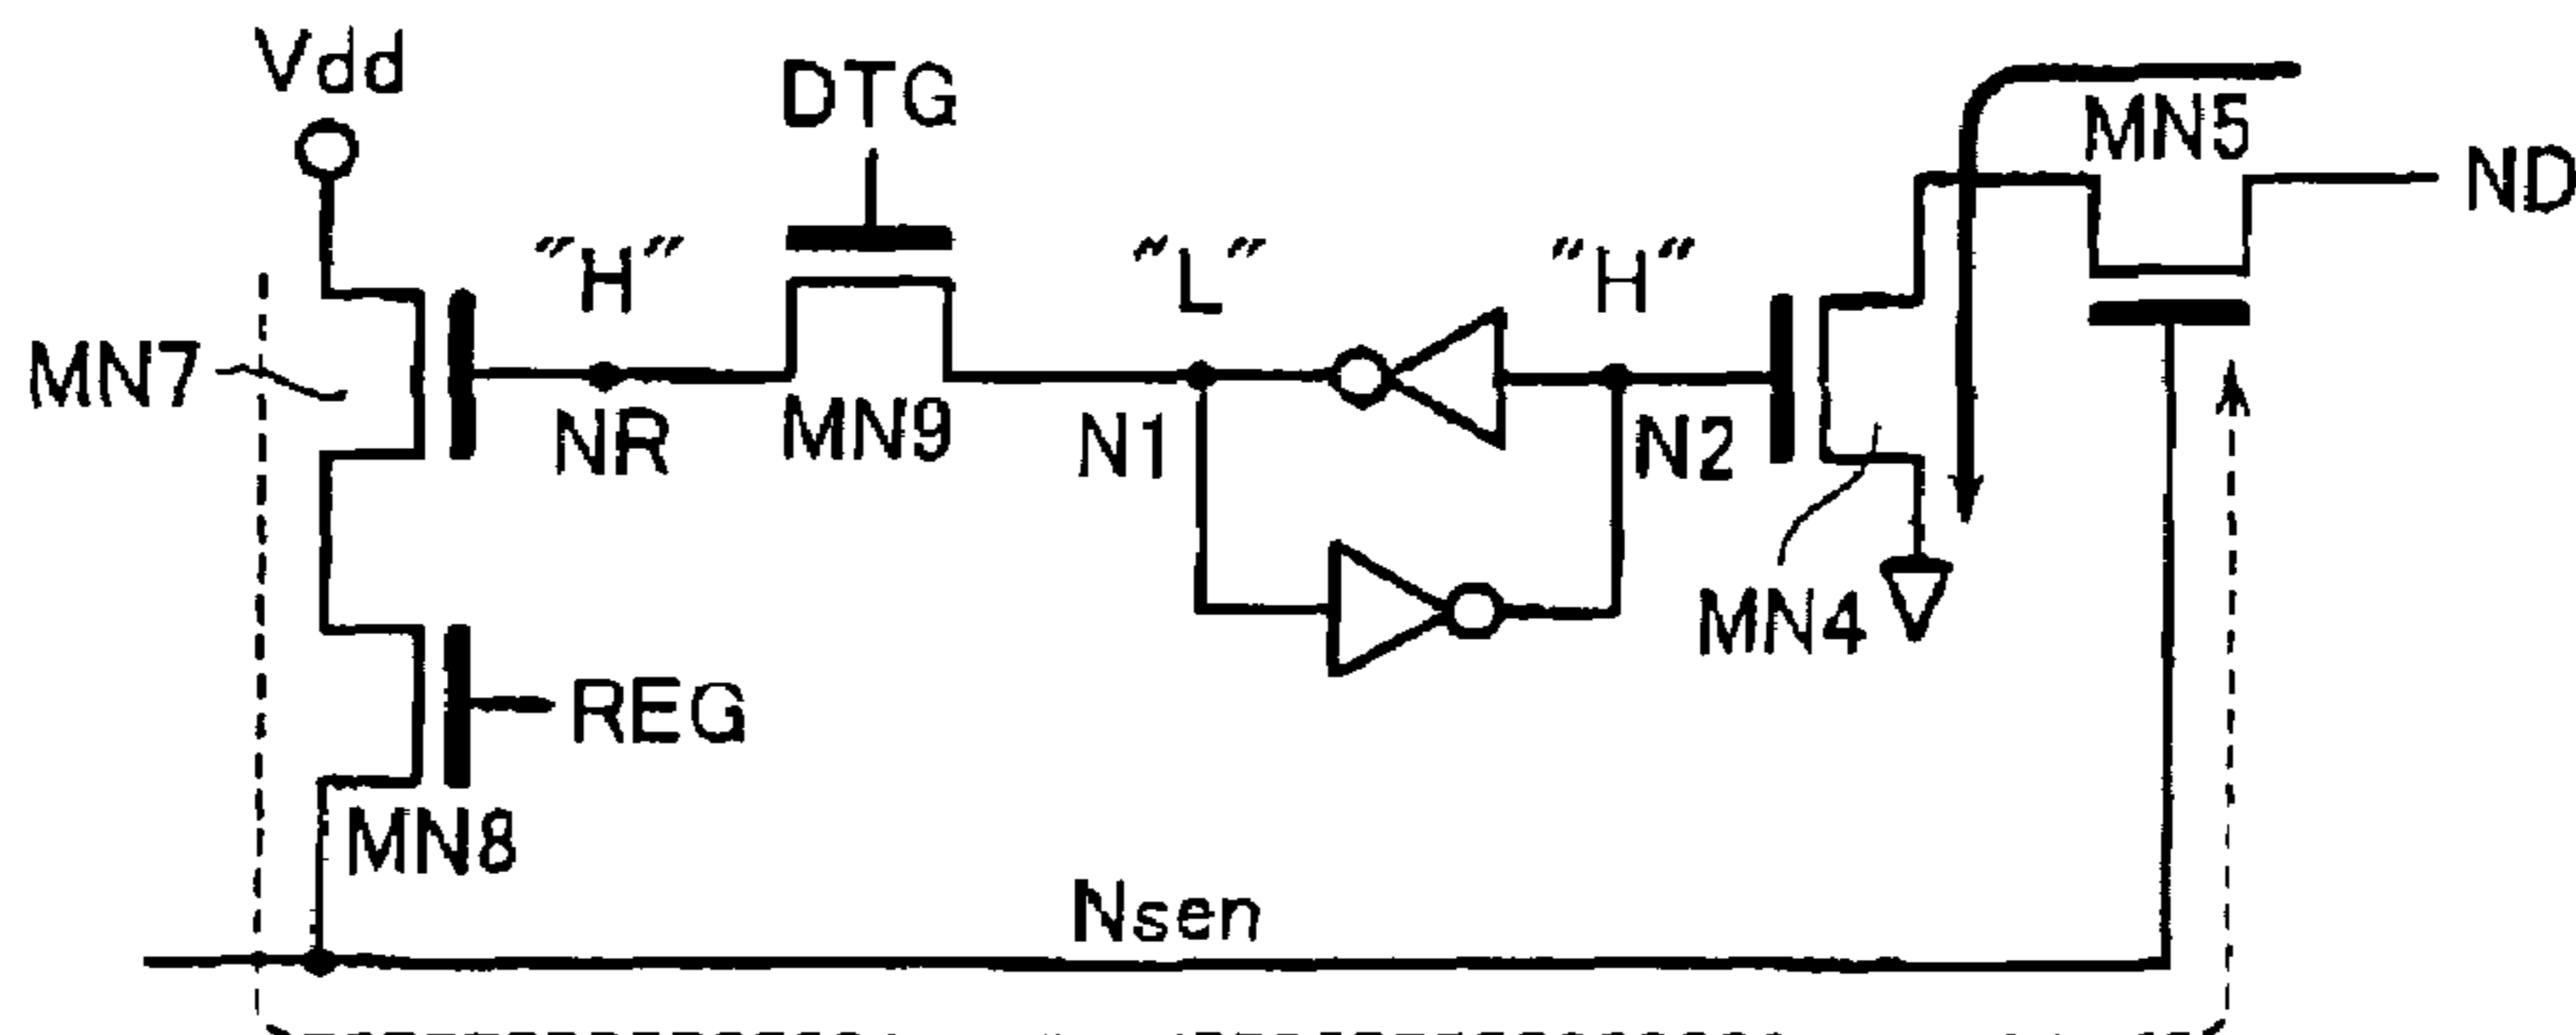 Vdd
DTG
MN5
ND
"H"
"L"
"H"
MN7
NR
MN9
N1
N2
MN4
REG
MN8
Nsen